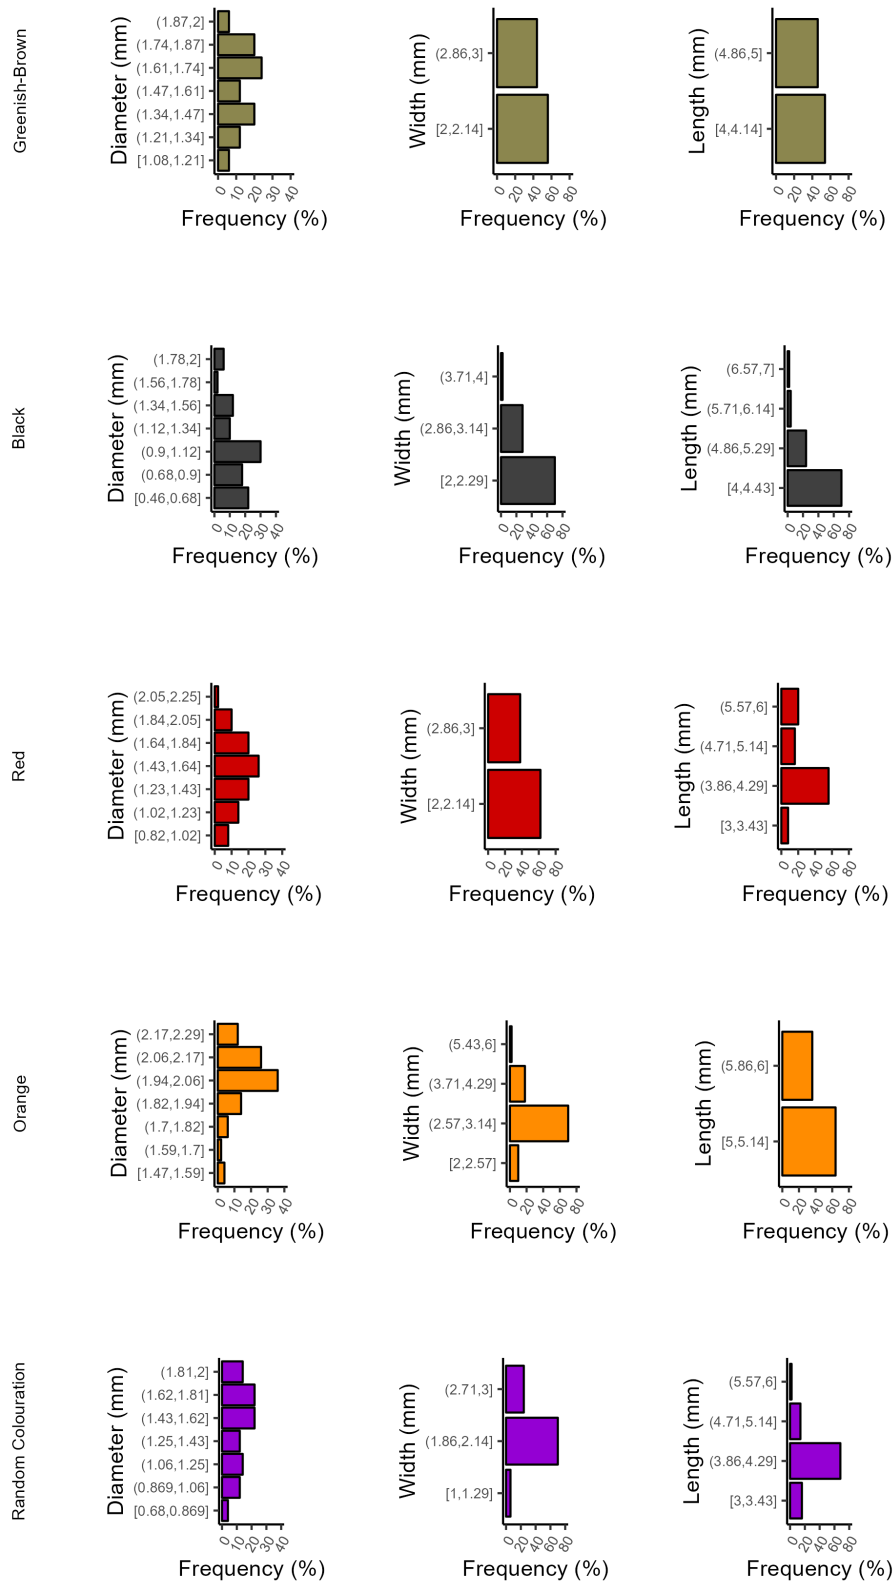 Greenish-Brown
Diameter (mm)
(1.87,2]
(1.74,1.87]
(1.61,1.74]
(1.47,1.61]
(1.34,1.47]
(1.21,1.34]
[1.08,1.21]
0 10 20 30 40
Frequency (%)
Width (mm)
(2.86,3]
[2,2.14]
0 20 40 60 80
Frequency (%)
Length (mm)
(4.86,5]
[4,4.14]
0 20 40 60 80
Frequency (%)
Black
Diameter (mm)
(1.78,2]
(1.56,1.78]
(1.34,1.56]
(1.12,1.34]
(0.9,1.12]
(0.68,0.9]
[0.46,0.68]
0 10 20 30 40
Frequency (%)
Width (mm)
(3.71,4]
(2.86,3.14]
[2,2.29]
0 20 40 60 80
Frequency (%)
Length (mm)
(6.57,7]
(5.71,6.14]
(4.86,5.29]
[4,4.43]
0 20 40 60 80
Frequency (%)
Red
Diameter (mm)
(2.05,2.25]
(1.84,2.05]
(1.64,1.84]
(1.43,1.64]
(1.23,1.43]
(1.02,1.23]
[0.82,1.02]
0 10 20 30 40
Frequency (%)
Width (mm)
(2.86,3]
[2,2.14]
0 20 40 60 80
Frequency (%)
Length (mm)
(5.57,6]
(4.71,5.14]
(3.86,4.29]
[3,3.43]
0 20 40 60 80
Frequency (%)
Orange
Diameter (mm)
(2.17,2.29]
(2.06,2.17]
(1.94,2.06]
(1.82,1.94]
(1.7,1.82]
(1.59,1.7]
[1.47,1.59]
0 10 20 30 40
Frequency (%)
Width (mm)
(5.43,6]
(3.71,4.29]
(2.57,3.14]
[2,2.57]
0 20 40 60 80
Frequency (%)
Length (mm)
(5.86,6]
[5,5.14]
0 20 40 60 80
Frequency (%)
Random Colouration
Diameter (mm)
(1.81,2]
(1.62,1.81]
(1.43,1.62]
(1.25,1.43]
(1.06,1.25]
(0.869,1.06]
[0.68,0.869]
0 10 20 30 40
Frequency (%)
Width (mm)
(2.71,3]
(1.86,2.14]
[1,1.29]
0 20 40 60 80
Frequency (%)
Length (mm)
(5.57,6]
(4.71,5.14]
(3.86,4.29]
[3,3.43]
0 20 40 60 80
Frequency (%)